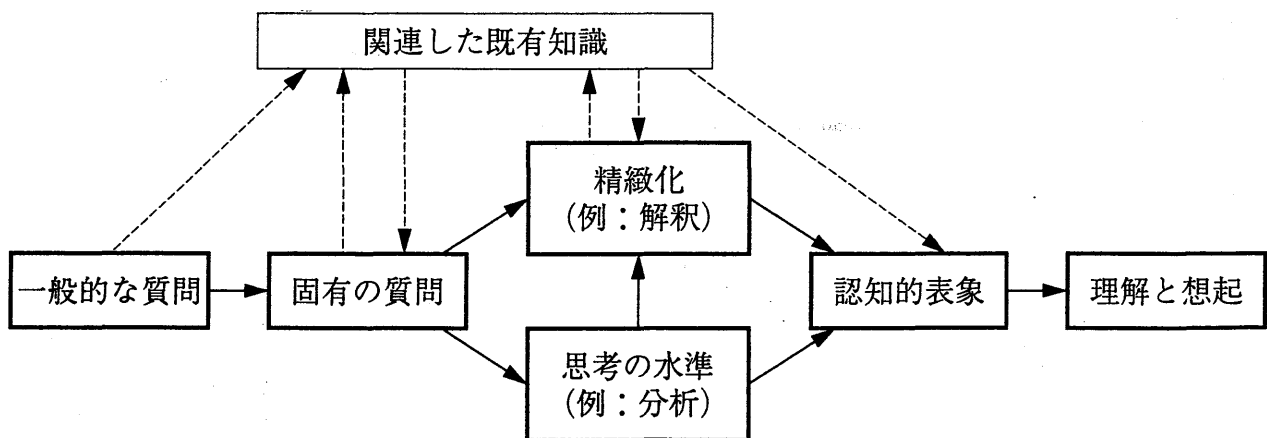 関連した既有知識
精緻化
(例：解釈)
一般的な質問
固有の質問
認知的表象
理解と想起
思考の水準
(例：分析)